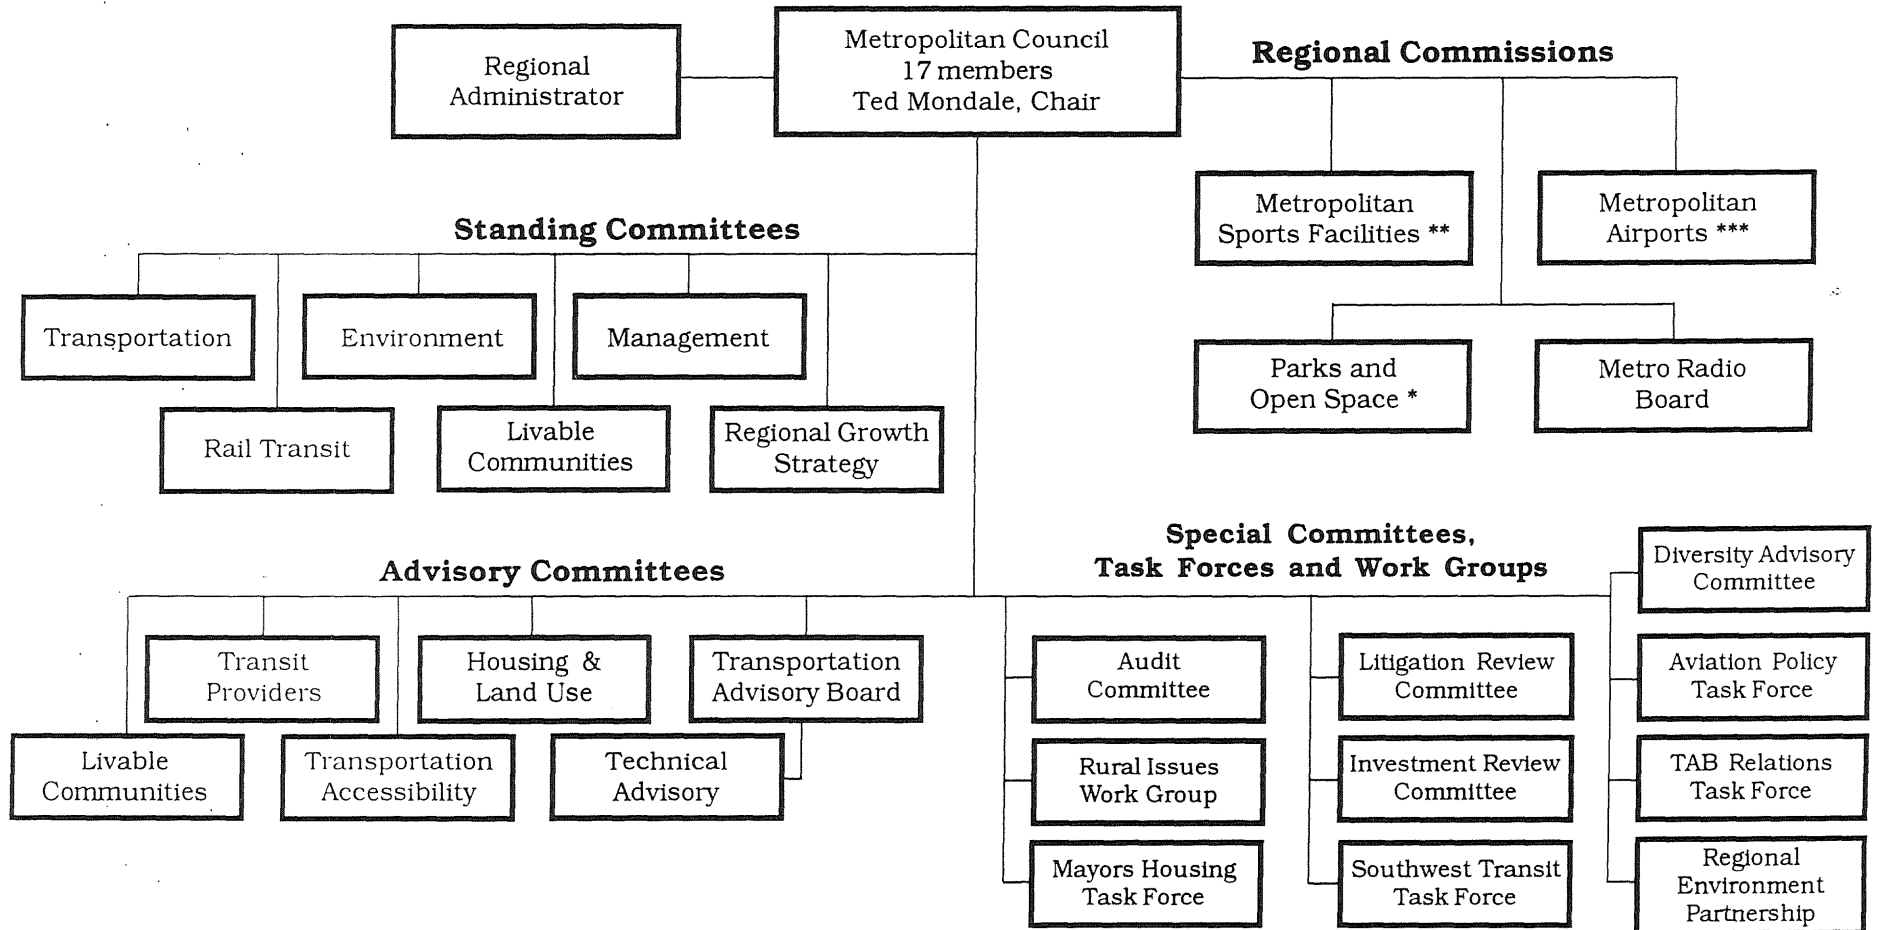 Regional
Administrator
Metropolitan Council
17 members
Ted Mondale, Chair
Regional Commissions
Metropolitan
Sports Facilities **
Metropolitan
Airports ***
Parks and
Open Space *
Metro Radio
Board
Standing Committees
Transportation
Environment
Management
Rail Transit
Livable
Communities
Regional Growth
Strategy
Advisory Committees
Transit
Providers
Housing &
Land Use
Transportation
Advisory Board
Livable
Communities
Transportation
Accessibility
Technical
Advisory
Special Committees,
Task Forces and Work Groups
Audit
Committee
Rural Issues
Work Group
Mayors Housing
Task Force
Litigation Review
Committee
Investment Review
Committee
Southwest Transit
Task Force
Diversity Advisory
Committee
Aviation Policy
Task Force
TAB Relations
Task Force
Regional
Environment
Partnership